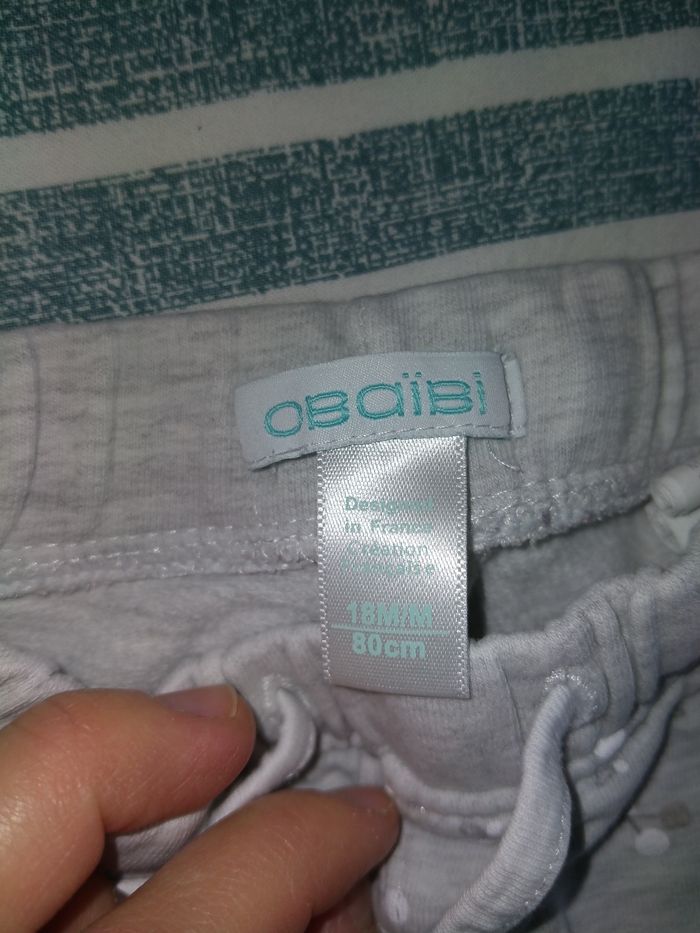 OBaïBi
Designed
in France
Création
Française
18M/M
80cm